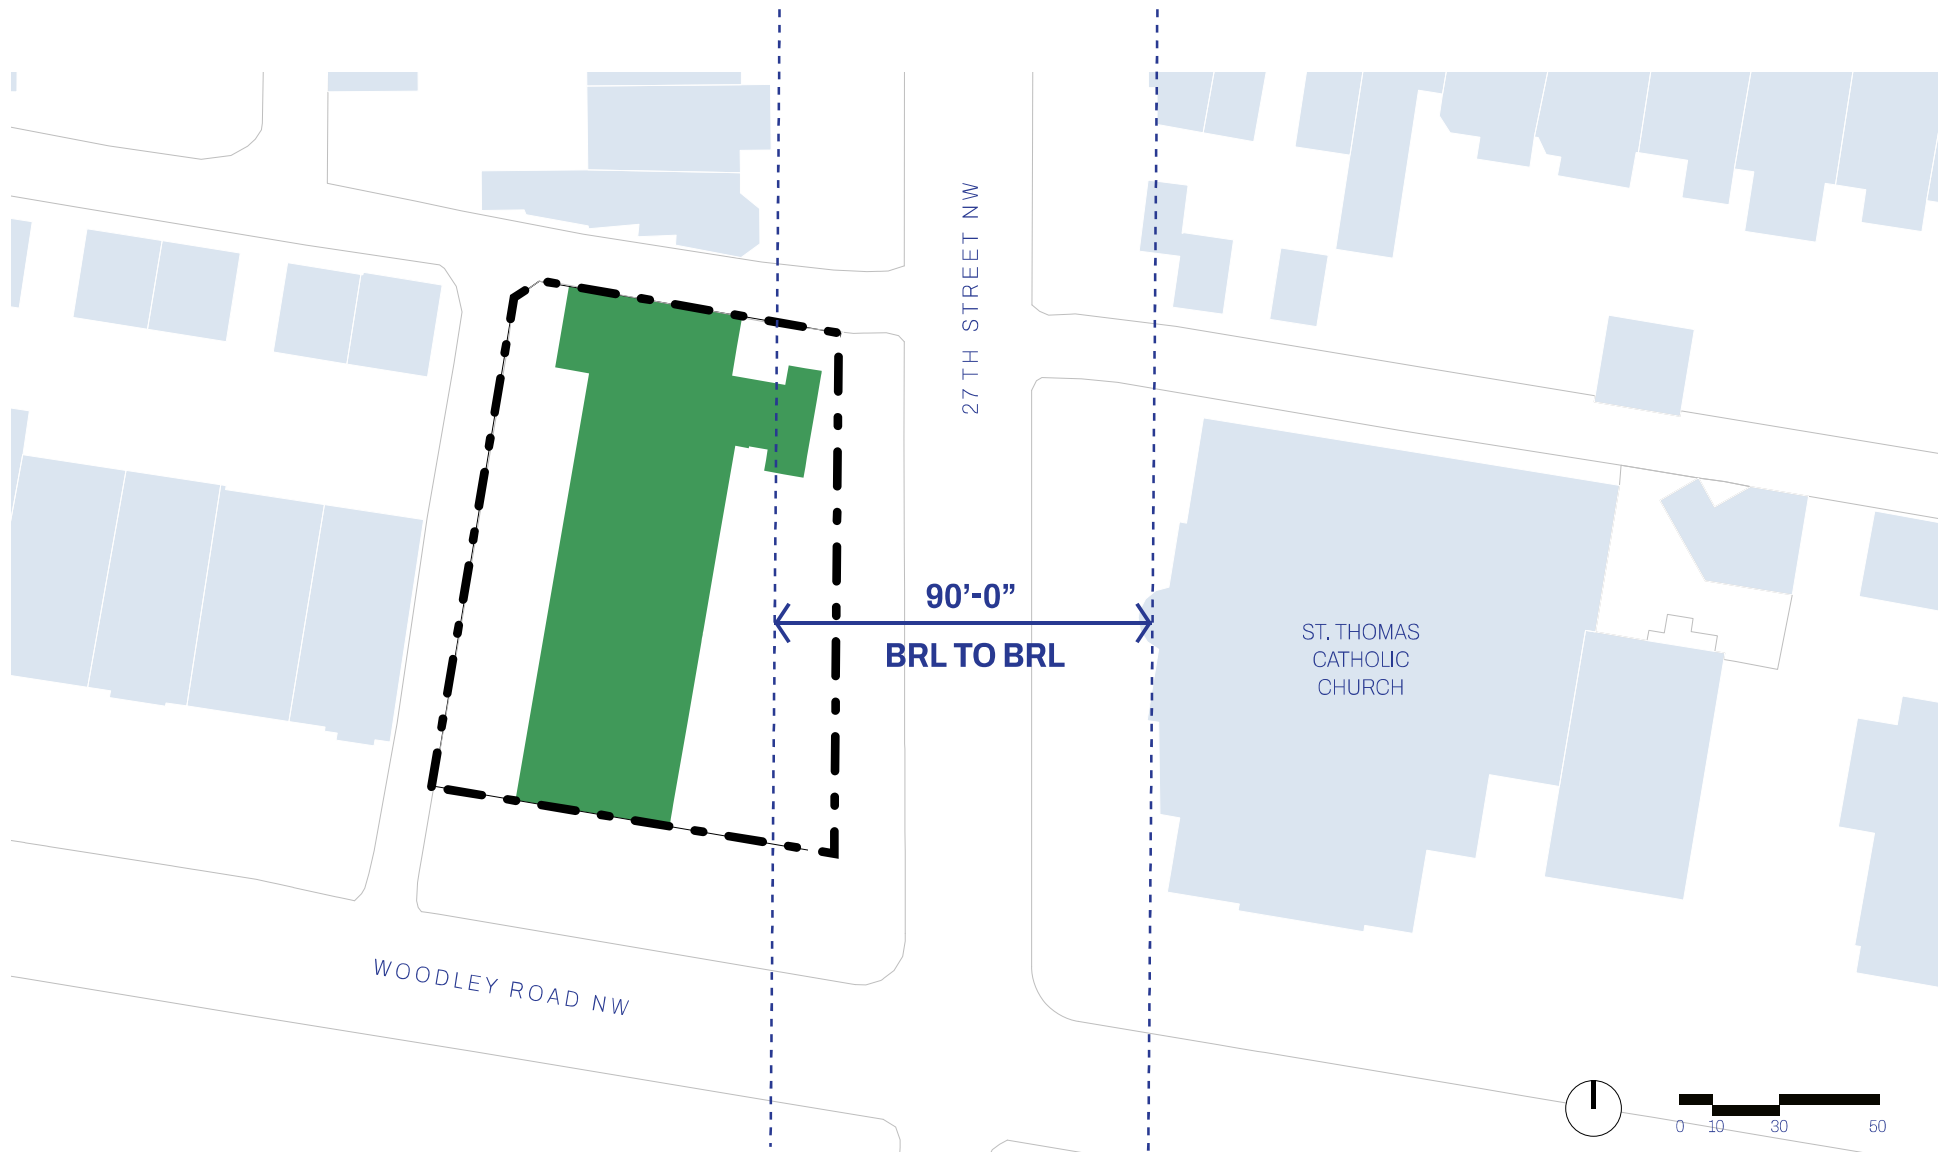 27TH STREET NW
90’-0”
BRL TO BRL
ST. THOMAS
CATHOLIC
CHURCH
WOODLEY ROAD NW
0 10 30 50